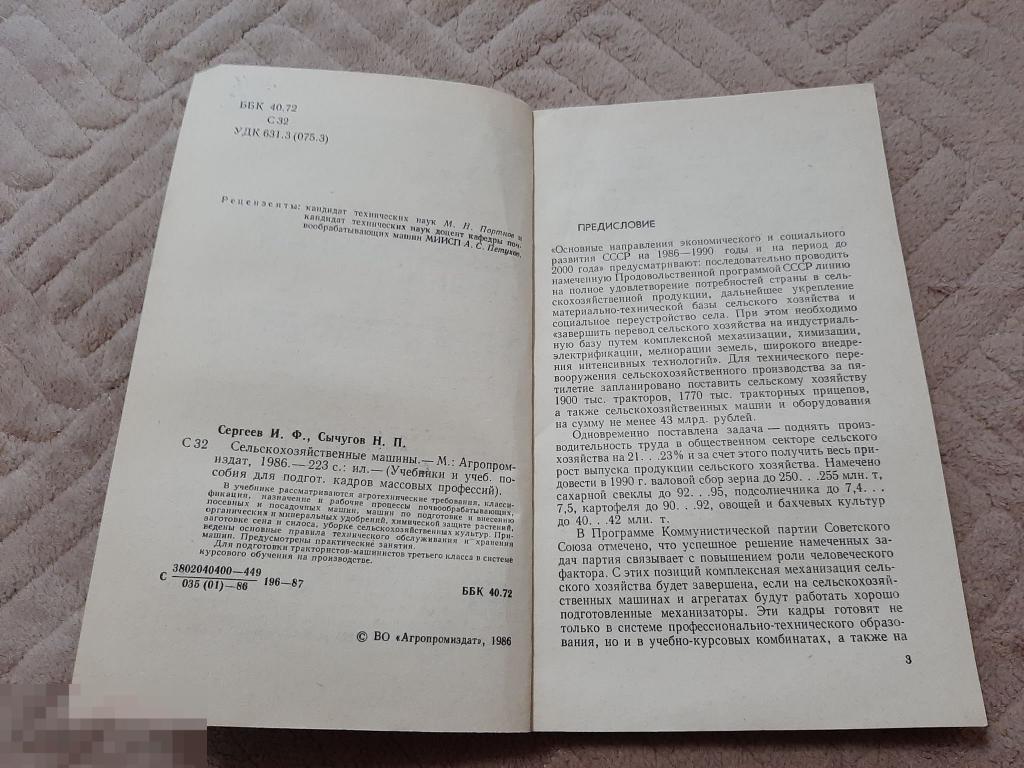 ББК 40.72
С 32
УДК 631.3 (075.3)
Рецензенты: кандидат технических наук М. Н. Портнов и
кандидат технических наук доцент кафедры поч-
вообрабатывающих машин МИИСП А. С. Петухов.
Сергеев И. Ф., Сычугов Н. П.
С 32 Сельскохозяйственные машины.— М.: Агропром-
издат, 1986.— 223 с.: ил.— (Учебники и учеб. по-
собия для подгот. кадров массовых профессий).
В учебнике рассматриваются агротехнические требования, класси-
фикация, назначение и рабочие процессы почвообрабатывающих,
посевных и посадочных машин, машин по подготовке и внесению
органических и минеральных удобрений, химической защите растений,
заготовке сена и силоса, уборке сельскохозяйственных культур. При-
ведены основные правила технического обслуживания и хранения
машин. Предусмотрены практические занятия.
Для подготовки трактористов-машинистов третьего класса в системе
курсового обучения на производстве.
С 3802040400—449
035 (01)—86 196—87
ББК 40.72
© ВО «Агропромиздат», 1986
ПРЕДИСЛОВИЕ
«Основные направления экономического и социального
развития СССР на 1986—1990 годы и на период до
2000 года» предусматривают: последовательно проводить
намеченную Продовольственной программой СССР линию
на полное удовлетворение потребностей страны в сель-
скохозяйственной продукции, дальнейшее укрепление
материально-технической базы сельского хозяйства и
социальное переустройство села. При этом необходимо
«завершить перевод сельского хозяйства на индустриаль-
ную базу путем комплексной механизации, химизации,
электрификации, мелиорации земель, широкого внедре-
ния интенсивных технологий». Для технического пере-
вооружения сельскохозяйственного производства за пя-
тилетие запланировано поставить сельскому хозяйству
1900 тыс. тракторов, 1770 тыс. тракторных прицепов,
а также сельскохозяйственных машин и оборудования
на сумму не менее 43 млрд. рублей.
Одновременно поставлена задача — поднять произ-
водительность труда в общественном секторе сельского
хозяйства на 21. . .23% и за счет этого получить весь при-
рост выпуска продукции сельского хозяйства. Намечено
довести в 1990 г. валовой сбор зерна до 250. . .255 млн. т,
сахарной свеклы до 92. . .95, подсолнечника до 7,4. . .
7,5, картофеля до 90. . .92, овощей и бахчевых культур
до 40. . .42 млн. т.
В Программе Коммунистической партии Советского
Союза отмечено, что успешное решение намеченных за-
дач партия связывает с повышением роли человеческого
фактора. С этих позиций комплексная механизация сель-
ского хозяйства будет завершена, если на сельскохозяй-
ственных машинах и агрегатах будут работать хорошо
подготовленные механизаторы. Эти кадры готовят не
только в системе профессионально-технического образо-
вания, но и в учебно-курсовых комбинатах, а также на
3